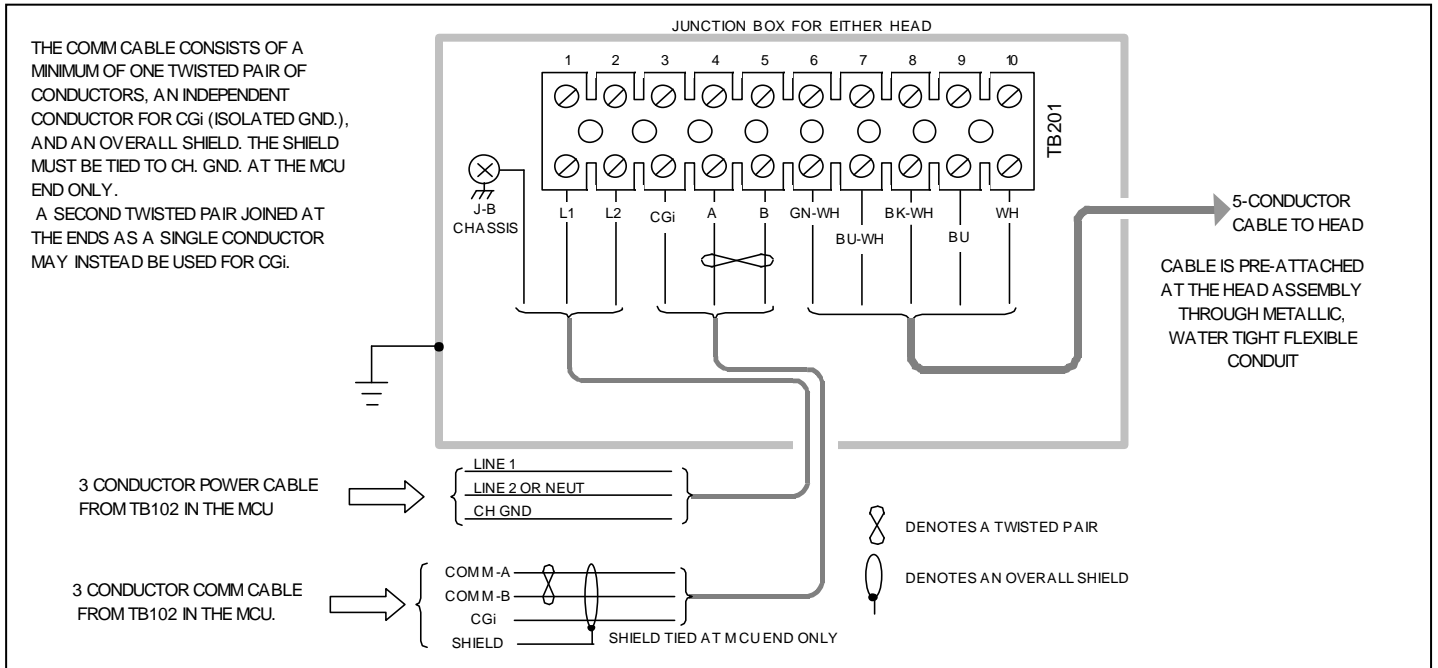 JUNCTION BOX FOR EITHER HEAD
THE COMM CABLE CONSISTS OF A
MINIMUM OF ONE TWISTED PAIR OF
CONDUCTORS, AN INDEPENDENT
CONDUCTOR FOR CGi (ISOLATED GND.),
AND AN OVERALL SHIELD. THE SHIELD
MUST BE TIED TO CH. GND. AT THE MCU
END ONLY.
A SECOND TWISTED PAIR JOINED AT
THE ENDS AS A SINGLE CONDUCTOR
MAY INSTEAD BE USED FOR CGi.
1 2 3 4 5 6 7 8 9 10
TB201
J-B
CHASSIS
L1 L2 CGi A B GN-WH BU-WH BK-WH BU WH
5-CONDUCTOR
CABLE TO HEAD
CABLE IS PRE-ATTACHED
AT THE HEAD ASSEMBLY
THROUGH METALLIC,
WATER TIGHT FLEXIBLE
CONDUIT
3 CONDUCTOR POWER CABLE
FROM TB102 IN THE MCU
LINE 1
LINE 2 OR NEUT
CH GND
3 CONDUCTOR COMM CABLE
FROM TB102 IN THE MCU.
COMM-A
COMM-B
CGi
SHIELD
SHIELD TIED AT MCU END ONLY
DENOTES A TWISTED PAIR
DENOTES AN OVERALL SHIELD